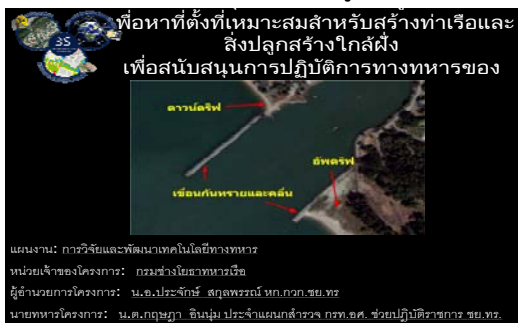 พื่อหาที่ตั้งที่เหมาะสมสำหรับสร้างท่าเรือและ
สิ่งปลูกสร้างใกล้ฝั่ง
เพื่อสนับสนุนการปฏิบัติการทางทหารของ
3S
ดาวน์ดริฟ
อัพดริฟ
เขื่อนกันทรายและคลื่น
แผนงาน: การวิจัยและพัฒนาเทคโนโลยีทางทหาร
หน่วยเจ้าของโครงการ: กรมช่างโยธาทหารเรือ
ผู้อำนวยการโครงการ: น.อ.ประจักษ์ สกุลพรรณ์ หก.กวก.ชย.ทร
นายทหารโครงการ: น.ต.กฤษฎา อินนุ่ม ประจำแผนกสำรวจ กรท.อศ. ช่วยปฏิบัติราชการ ชย.ทร.